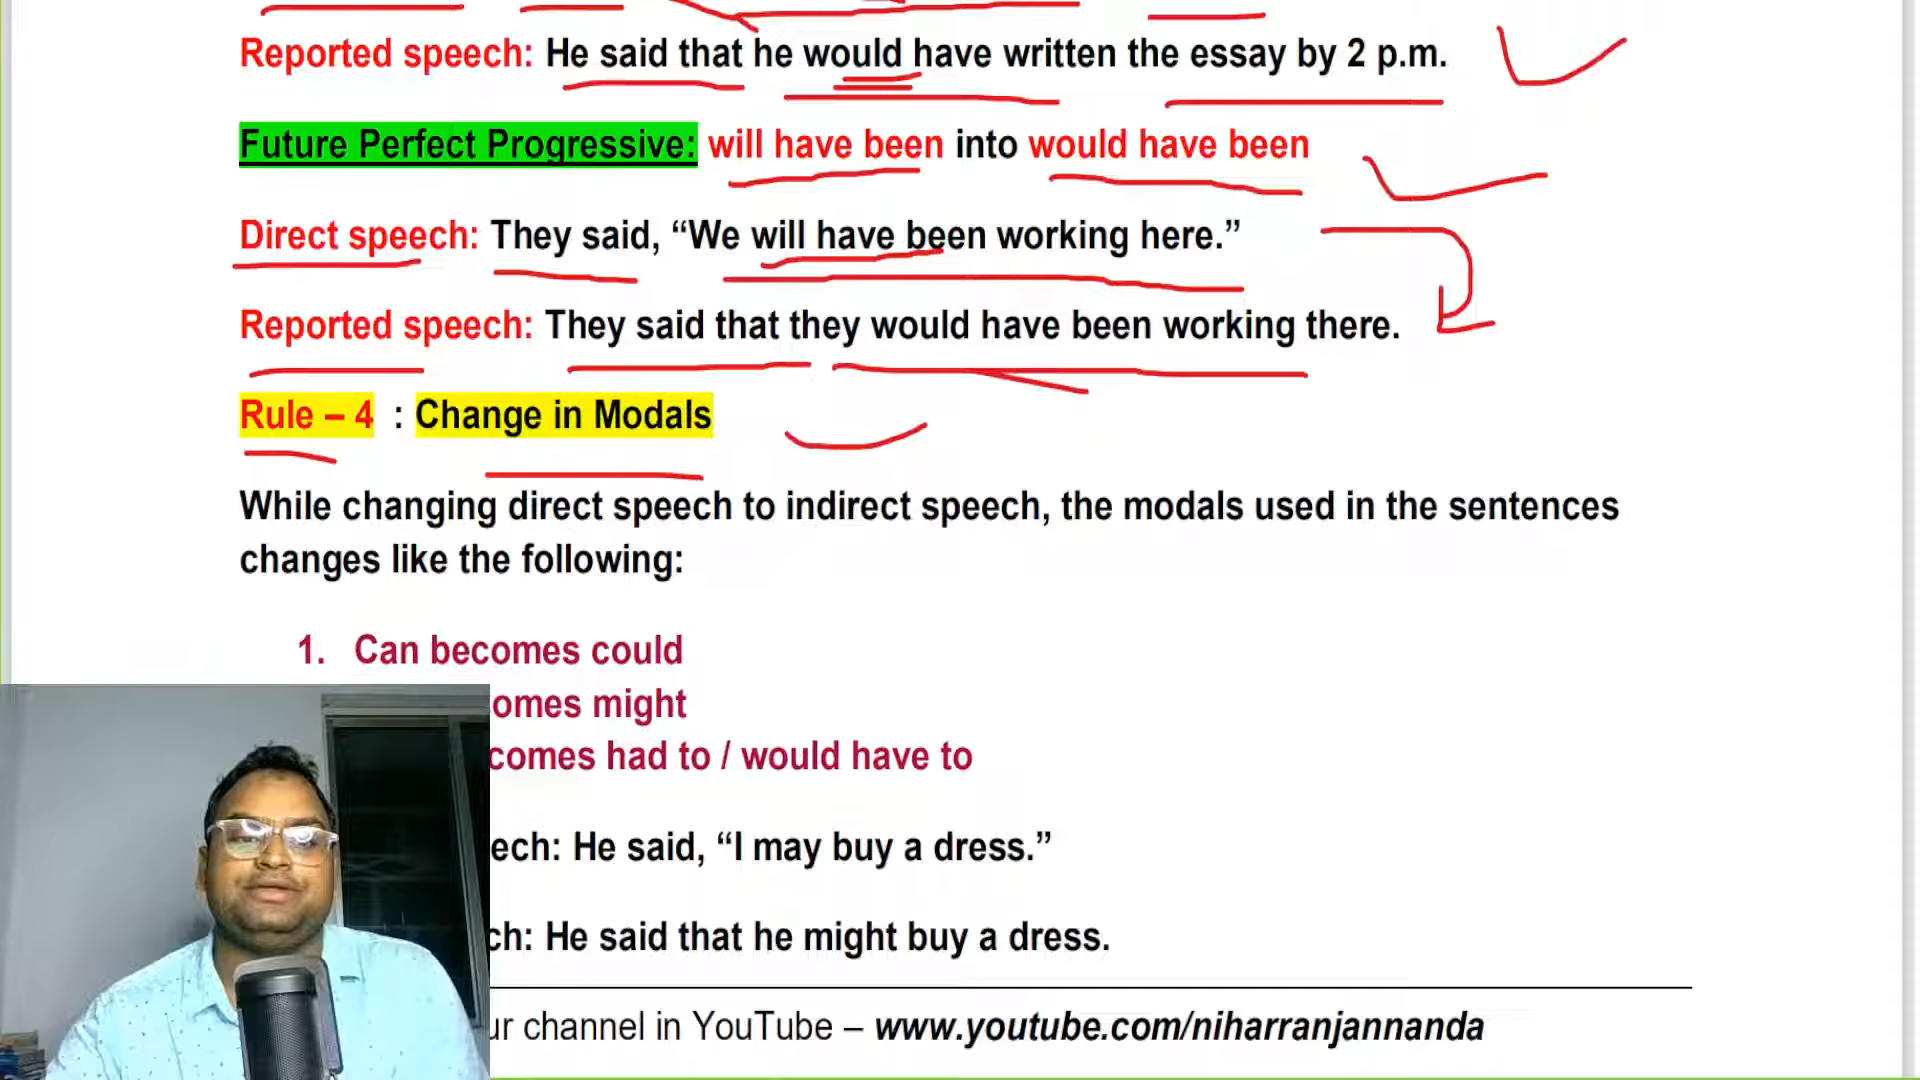 Reported speech: He said that he would have written the essay by 2 p.m.
Future Perfect Progressive: will have been into would have been
Direct speech: They said, “We will have been working here.”
Reported speech: They said that they would have been working there.
Rule – 4 : Change in Modals
While changing direct speech to indirect speech, the modals used in the sentences
changes like the following:
1. Can becomes could
omes might
comes had to / would have to
ech: He said, “I may buy a dress.”
ch: He said that he might buy a dress.
ur channel in YouTube – www.youtube.com/niharranjannanda